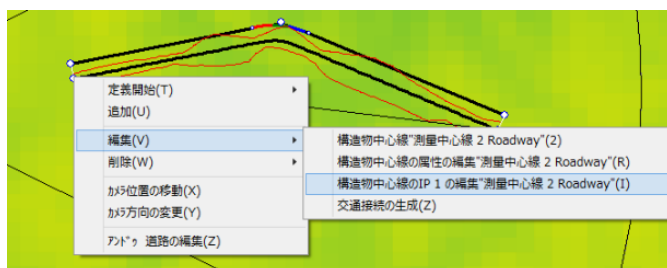 定義開始(T)
追加(U)
編集(V)
削除(W)
カメラ位置の移動(X)
カメラ方向の変更(Y)
アンドゥ 道路の編集(Z)
構造物中心線"測量中心線 2 Roadway"(2)
構造物中心線の属性の編集"測量中心線 2 Roadway"(R)
構造物中心線のIP 1 の編集"測量中心線 2 Roadway"(I)
交通接続の生成(Z)